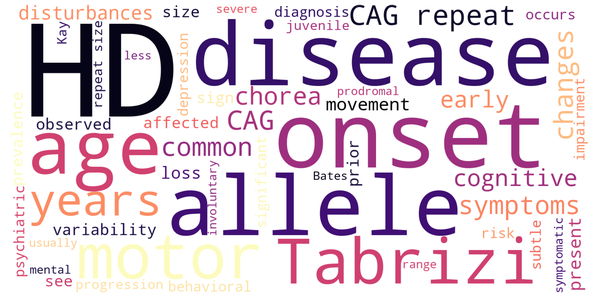 disturbances size severe diagnosis CAG repeat occurs
Kay juvenile
HD repeat size less depression disease changes
sign chorea prodromal movement early impairment
prevalence observed affected CAG
age common significant onset
loss involuntary Bates prior cognitive
years allele symptoms
psychiatric variability risk present
motor Tabrizi subtle symptomatic
usually
mental range
see progression behavioral